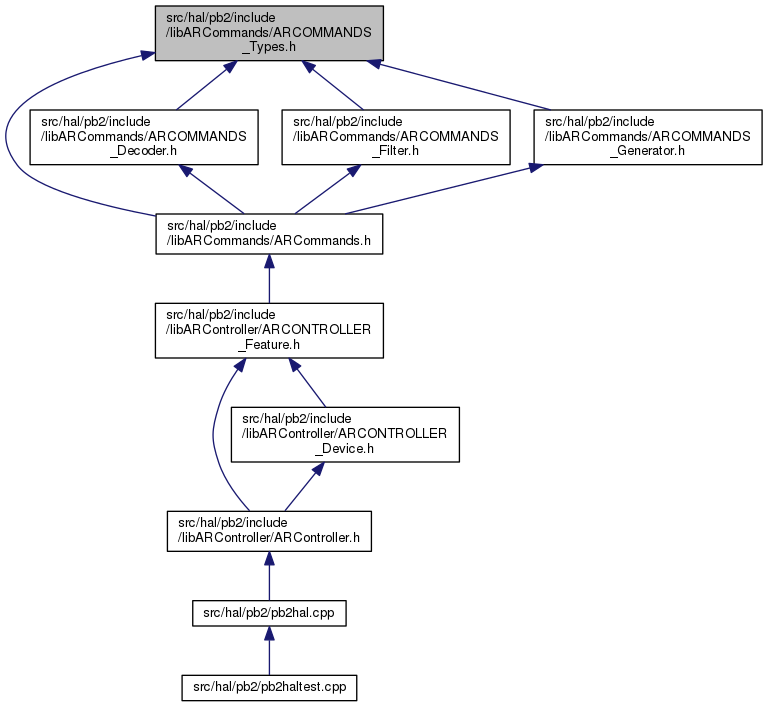 src/hal/pb2/include
/libARCommands/ARCOMMANDS
_Types.h
src/hal/pb2/include
/libARCommands/ARCOMMANDS
_Decoder.h
src/hal/pb2/include
/libARCommands/ARCOMMANDS
_Filter.h
src/hal/pb2/include
/libARCommands/ARCOMMANDS
_Generator.h
src/hal/pb2/include
/libARCommands/ARCommands.h
src/hal/pb2/include
/libARController/ARCONTROLLER
_Feature.h
src/hal/pb2/include
/libARController/ARCONTROLLER
_Device.h
src/hal/pb2/include
/libARController/ARController.h
src/hal/pb2/pb2hal.cpp
src/hal/pb2/pb2haltest.cpp